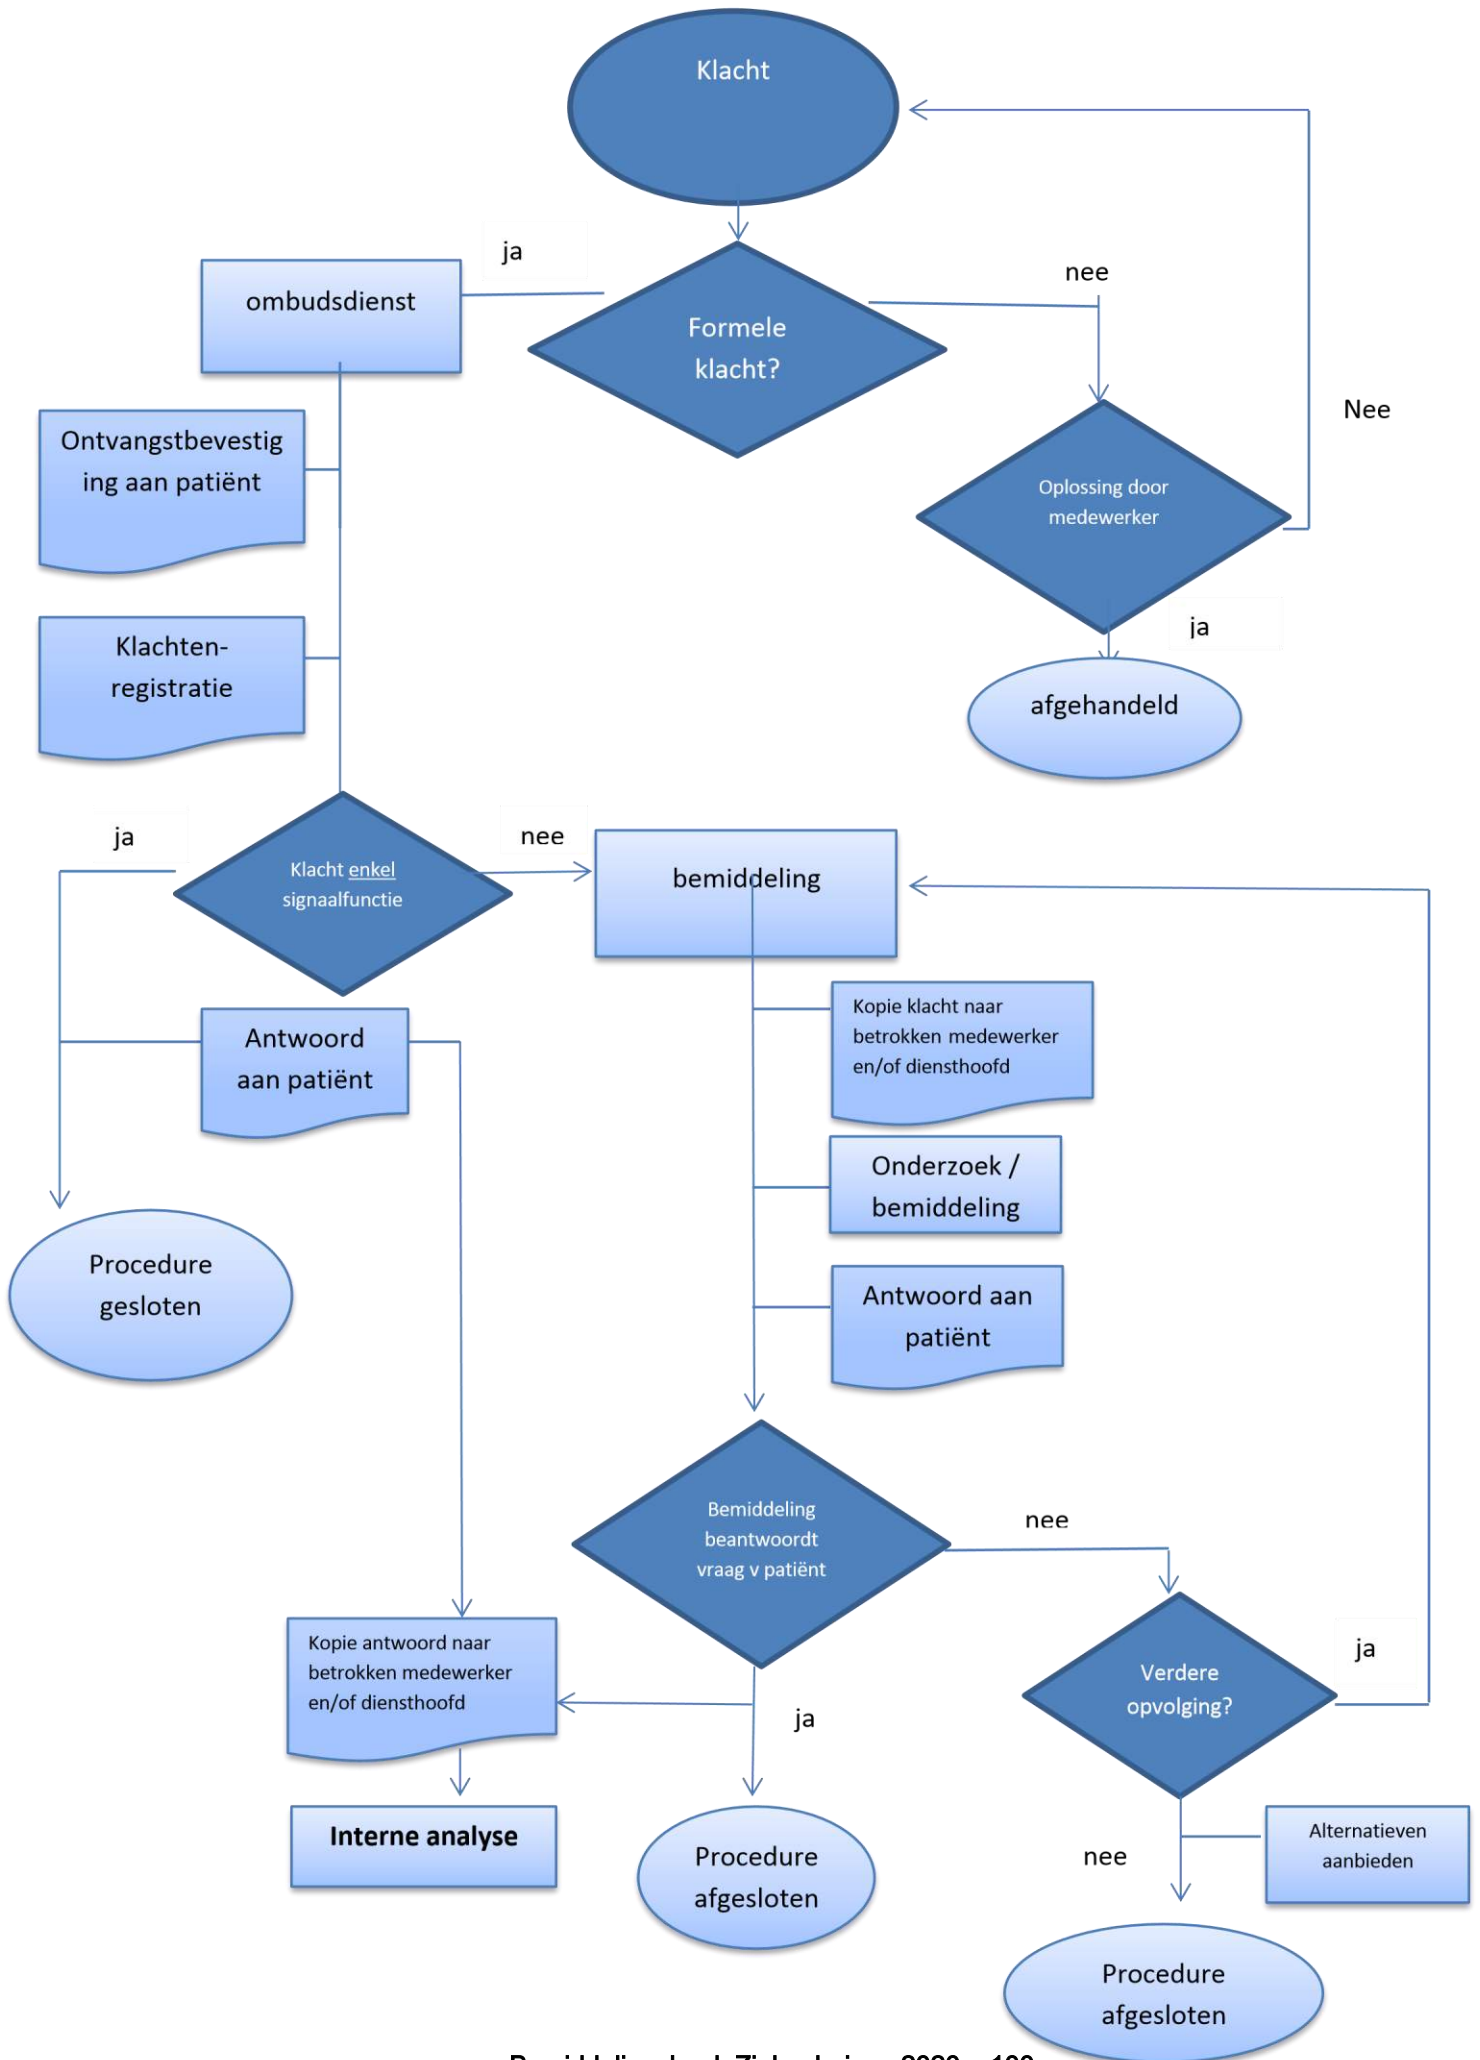 Klacht
ja
nee
ombudsdienst
Formele
klacht?
Nee
Ontvangstbevestig
ing aan patiënt
Oplossing door
medewerker
Klachten-
registratie
ja
afgehandeld
ja
nee
Klacht enkel
signaalfunctie
bemiddeling
Kopie klacht naar
betrokken medewerker
en/of diensthoofd
Antwoord
aan patiënt
Onderzoek /
bemiddeling
Procedure
gesloten
Antwoord aan
patiënt
Bemiddeling
beantwoordt
vraag v patiënt
nee
Kopie antwoord naar
betrokken medewerker
en/of diensthoofd
ja
Verdere
opvolging?
ja
Interne analyse
Procedure
afgesloten
nee
Alternatieven
aanbieden
Procedure
afgesloten